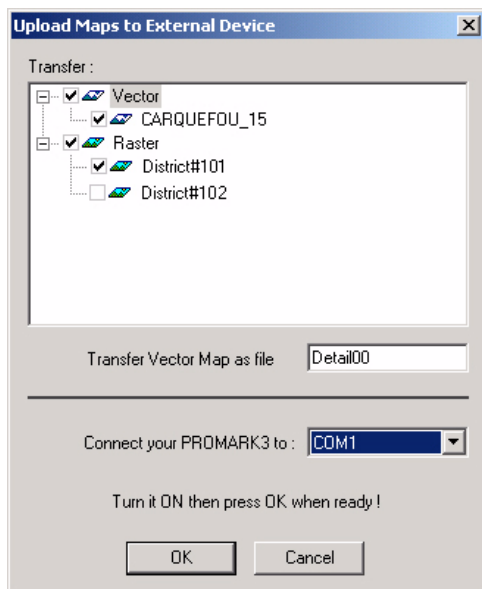 Upload Maps to External Device
Transfer :
Vector
CARQUEFOU_15
Raster
District#101
District#102
Transfer Vector Map as file Detail00
Connect your PROMARK3 to : COM1
Turn it ON then press OK when ready !
OK Cancel